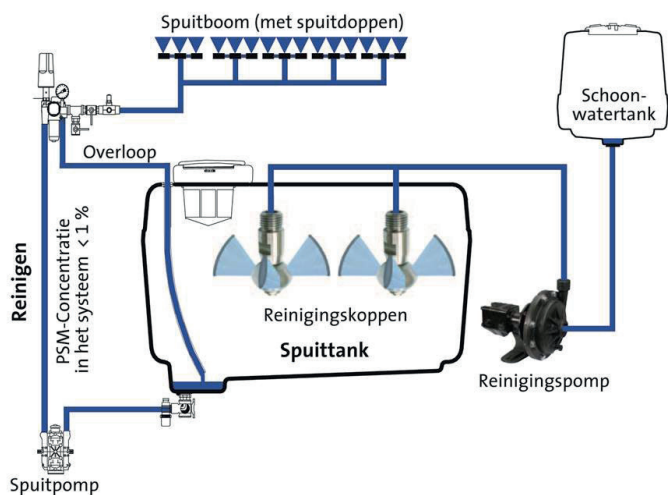 Spuitboom (met spuitdoppen)
Schoon-
watertank
Overloop
Reinigen
PSM-Concentratie
in het systeem < 1 %
Reinigingskoppen
Spuittank
Reinigingspomp
Spuitpomp